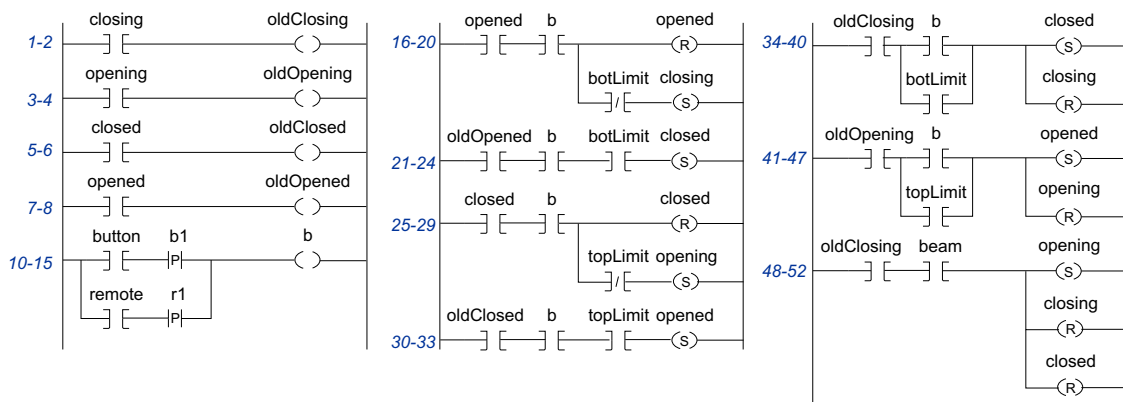 closing oldClosing
1-2
opening oldOpening
3-4
closed oldClosed
5-6
opened oldOpened
7-8
button b1 b
10-15 P
remote r1
P
opened b opened
16-20 R
botLimit closing
/ S
oldOpened b botLimit closed
21-24 S
closed b closed
25-29 R
topLimit opening
/ S
oldClosed b topLimit opened
30-33 S
oldClosing b closed
34-40 S
botLimit closing
R
oldOpening b opened
41-47 S
topLimit opening
R
oldClosing beam opening
48-52 S
closing
R
closed
R